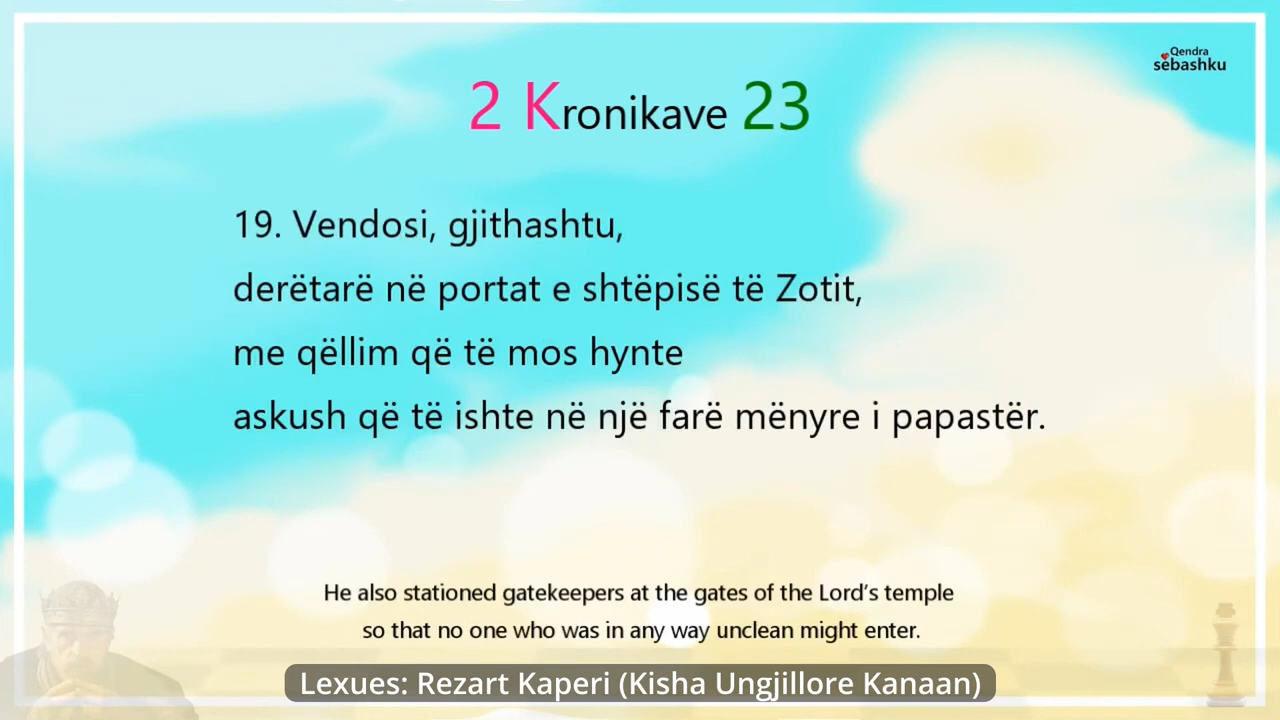 Qendra
sëbashku
2 Kronikave 23
19. Vendosi, gjithashtu,
derëtarë në portat e shtëpisë të Zotit,
me qëllim që të mos hynte
askush që të ishte në një farë mënyre i papastër.
He also stationed gatekeepers at the gates of the Lord’s temple
so that no one who was in any way unclean might enter.
Lexues: Rezart Kaperi (Kisha Ungjillore Kanaan)